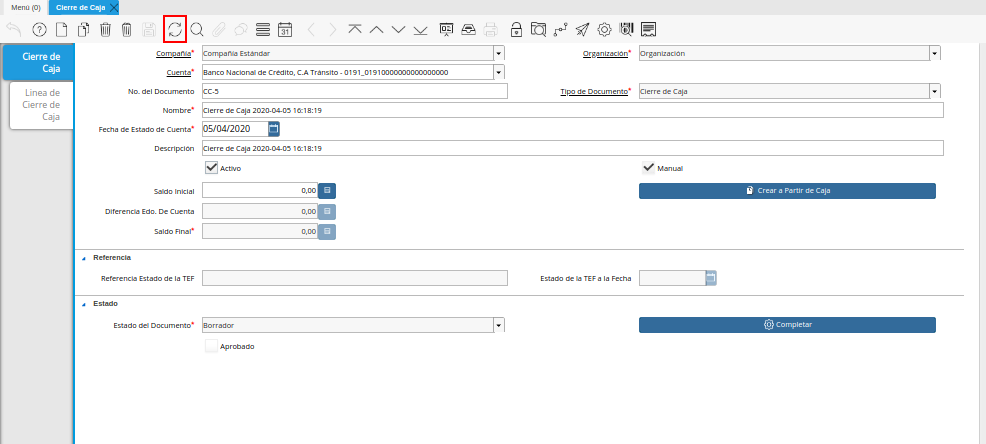 Menú (0) Cierre de Caja
31
Cierre de Caja
Linea de Cierre de Caja
Compañía* Compañía Estándar Organización* Organización
Cuenta* Banco Nacional de Crédito, C.A Tránsito - 0191_01910000000000000000
No. del Documento CC-5 Tipo de Documento* Cierre de Caja
Nombre* Cierre de Caja 2020-04-05 16:18:19
Fecha de Estado de Cuenta* 05/04/2020
Descripción Cierre de Caja 2020-04-05 16:18:19
Activo Manual
Saldo Inicial 0,00 Crear a Partir de Caja
Diferencia Edo. De Cuenta 0,00
Saldo Final* 0,00
Referencia
Referencia Estado de la TEF Estado de la TEF a la Fecha
Estado
Estado del Documento* Borrador Completar
Aprobado